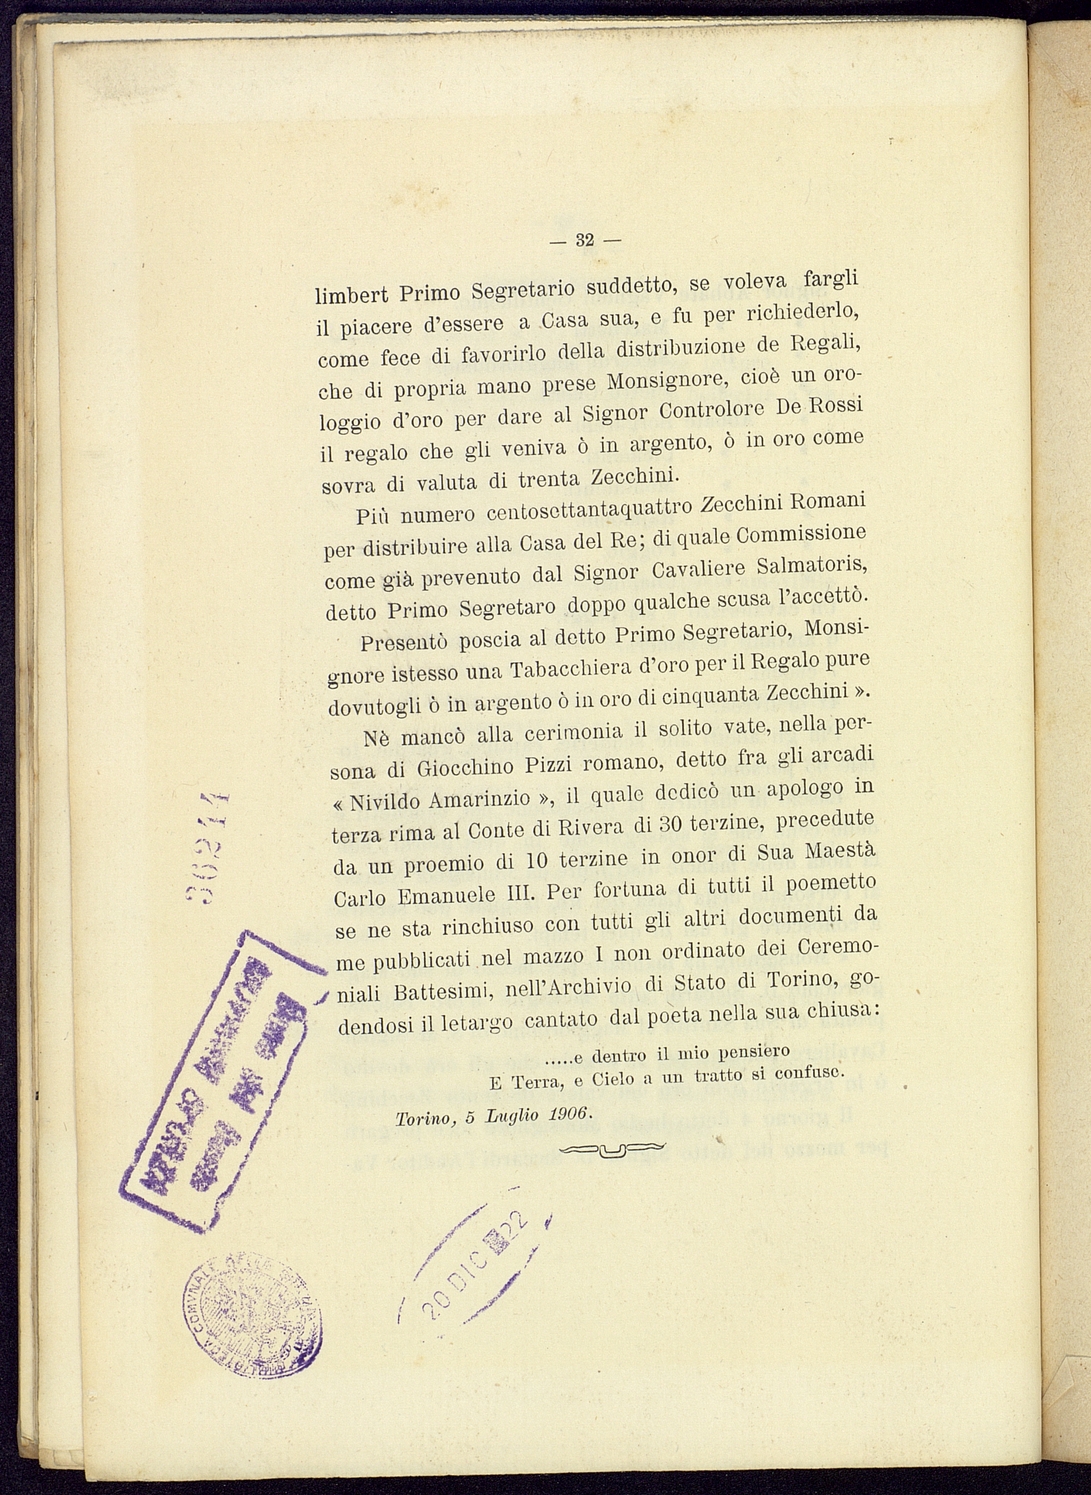 — 32 —
limbert Primo Segretario suddetto, se voleva fargli
il piacere d'essere a Casa sua, e fu per richiederlo,
come fece di favorirlo della distribuzione de Regali,
che di propria mano prese Monsignore, cioè un oro-
loggio d'oro per dare al Signor Controlore De Rossi
il regalo che gli veniva ò in argento, ò in oro come
sovra di valuta di trenta Zecchini.
Più numero centosettantaquattro Zecchini Romani
per distribuire alla Casa del Re; di quale Commissione
come già prevenuto dal Signor Cavaliere Salmatoris,
detto Primo Segretaro doppo qualche scusa l'accettò.
Presentò poscia al detto Primo Segretario, Monsi-
gnore istesso una Tabacchiera d'oro per il Regalo pure
dovutogli ò in argento ò in oro di cinquanta Zecchini ».
Nè mancò alla cerimonia il solito vate, nella per-
sona di Giocchino Pizzi romano, detto fra gli arcadi
« Nivildo Amarinzio », il quale dedicò un apologo in
terza rima al Conte di Rivera di 30 terzine, precedute
da un proemio di 10 terzine in onor di Sua Maestà
Carlo Emanuele III. Per fortuna di tutti il poemetto
se ne sta rinchiuso con tutti gli altri documenti da
me pubblicati nel mazzo I non ordinato dei Ceremo-
niali Battesimi, nell'Archivio di Stato di Torino, go-
dendosi il letargo cantato dal poeta nella sua chiusa:
.....e dentro il mio pensiero
E Terra, e Cielo a un tratto si confuse.
Torino, 5 Luglio 1906.
36244
20 DIC 22
BIBLIOTECA COMVNALE